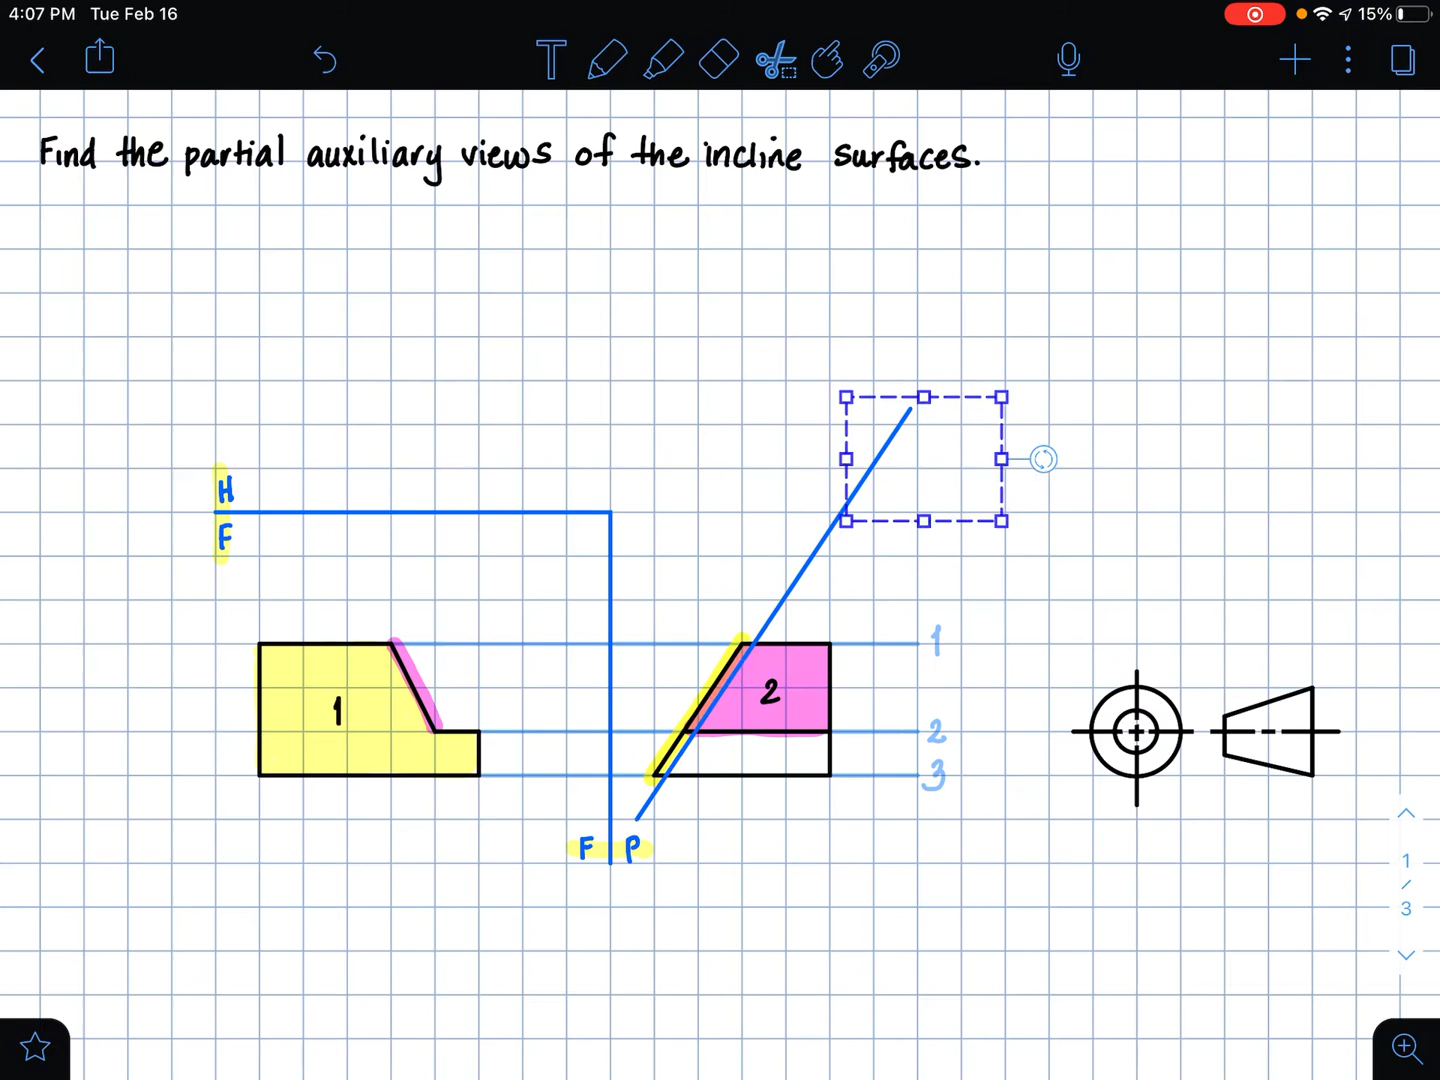 4:07 PM Tue Feb 16
15%
T
Find the partial auxiliary views of the incline surfaces.
H
F
1
2
1
2
3
F P
1
/
3